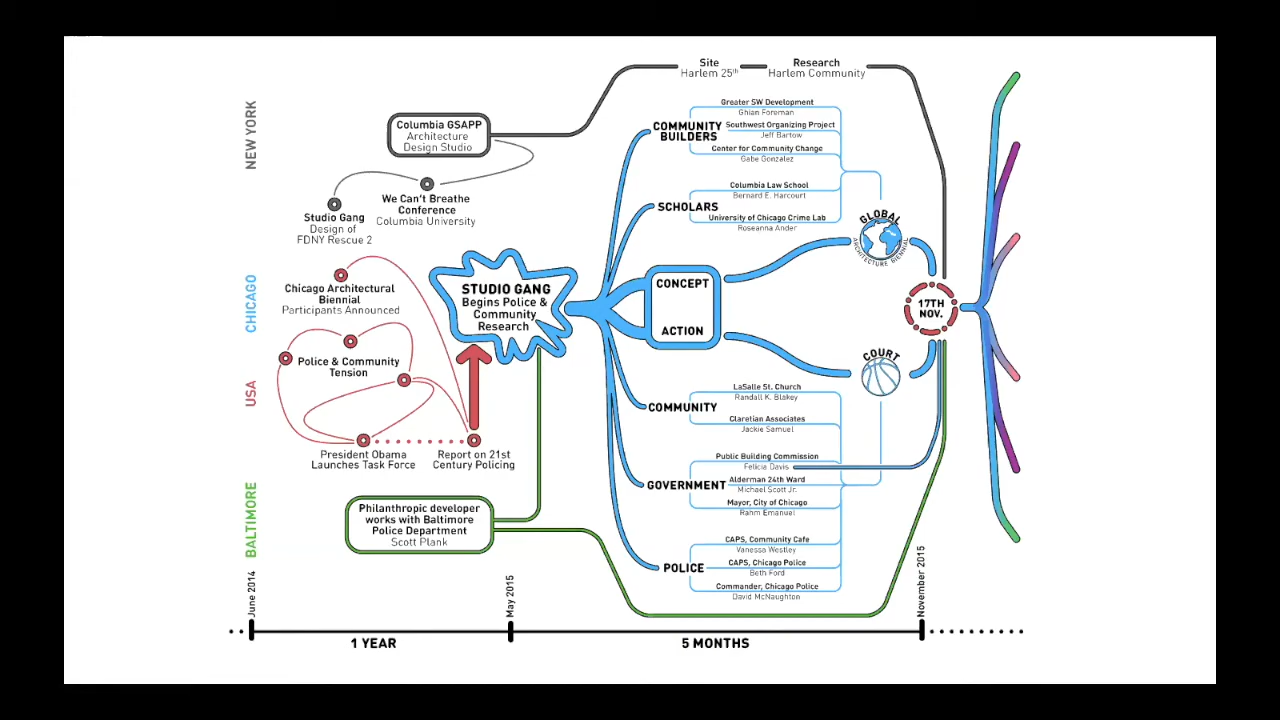 NEW YORK
CHICAGO
USA
BALTIMORE
Site
Harlem 25th
Research
Harlem Community
Columbia GSAPP
Architecture
Design Studio
We Can't Breathe
Conference
Columbia University
Studio Gang
Design of
FDNY Rescue 2
Chicago Architectural
Biennial
Participants Announced
Police & Community
Tension
President Obama
Launches Task Force
Report on 21st
Century Policing
Philanthropic developer
works with Baltimore
Police Department
Scott Plank
STUDIO GANG
Begins Police &
Community
Research
COMMUNITY
BUILDERS
Greater SW Development
Ghian Foreman
Southwest Organizing Project
Jeff Bartow
Center for Community Change
Gabe Gonzalez
SCHOLARS
Columbia Law School
Bernard E. Harcourt
University of Chicago Crime Lab
Roseanna Ander
CONCEPT
ACTION
GLOBAL
ARCHITECTURE BIENNIAL
17TH
NOV.
COURT
COMMUNITY
LaSalle St. Church
Randall K. Blakey
Claretian Associates
Jackie Samuel
GOVERNMENT
Public Building Commission
Felicia Davis
Alderman 24th Ward
Michael Scott Jr.
Mayor, City of Chicago
Rahm Emanuel
POLICE
CAPS, Community Cafe
Vanessa Westley
CAPS, Chicago Police
Beth Ford
Commander, Chicago Police
David McNaughton
June 2014
May 2015
November 2015
1 YEAR
5 MONTHS